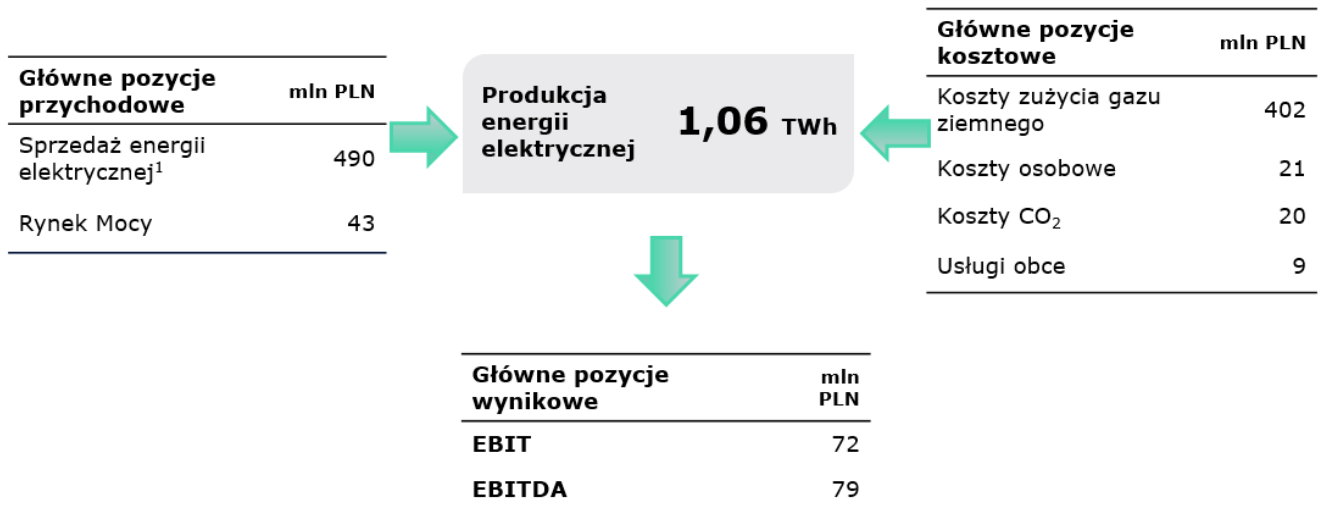 Główne pozycje
przychodowe mln PLN
Sprzedaż energii
elektrycznej¹ 490
Rynek Mocy 43
Produkcja
energii
elektrycznej 1,06 TWh
Główne pozycje
kosztowe mln PLN
Koszty zużycia gazu
ziemnego 402
Koszty osobowe 21
Koszty CO₂ 20
Usługi obce 9
Główne pozycje
wynikowe mln
PLN
EBIT 72
EBITDA 79